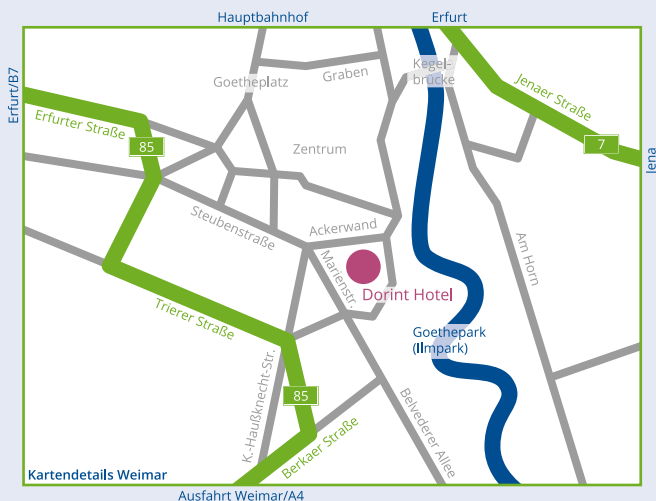 Hauptbahnhof
Erfurt
Erfurt/B7
Goetheplatz
Graben
Kegel-
brücke
Jenaer Straße
Erfurter Straße
85
7
Jena
Zentrum
Steubenstraße
Ackerwand
Marienstr.
Am Horn
Dorint Hotel
Trierer Straße
Goethepark
(Ilmpark)
K.-Haußknecht-Str.
85
Belvederer Allee
Berkaer Straße
Kartendetails Weimar
Ausfahrt Weimar/A4